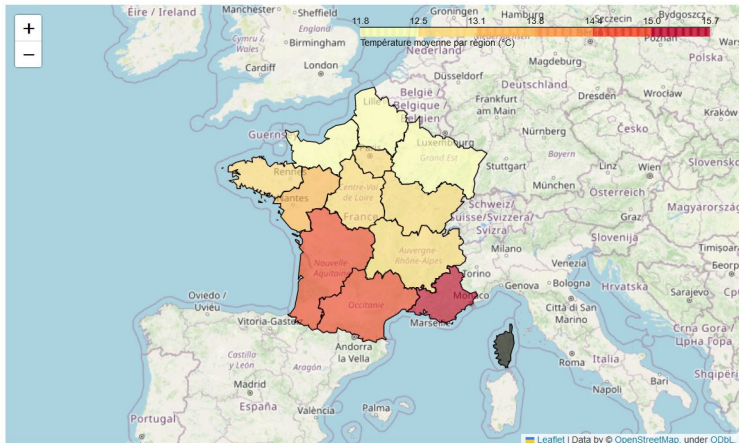 Éire / Ireland
Manchester
Sheffield
Groningen
Hamburg
Szczecin
Bydgoszcz
+
−
11.8 12.5 13.1 13.8 14.4 15.0 15.7
Température moyenne par région (°C)
England
Birmingham
Cymru /
Wales
Cardiff
London
Nederland
Poznań
Polska
Magdeburg
Düsseldorf
Deutschland
België /
Belgique /
Belgien
Frankfurt
am Main
Dresden
Wrocław
Kraków
Lille
Guerns
Luxembourg
Grand Est
Nürnberg
Česko
Stuttgart
Bayern
Linz
Wien
Slovensko
München
Rennes
Nantes
Centre-Val
de Loire
France
Schweiz/
Suisse/Svizzera/
Svizra
Österreich
Graz
Magyarország
Slovenija
Auvergne-
Rhône-Alpes
Nouvelle
Aquitaine
Occitanie
Milano
Torino
Venezia
Genova
Bologna
Hrvatska
Timișoara
Monaco
Marseille
Città di San
Marino
Sarajevo
Crna Gora /
Црна Гора
Oviedo /
Uviéu
Vitoria-Gasteiz
Andorra
la Vella
Castilla
y León
Aragón
Roma
Italia
Napoli
Bari
Madrid
España
València
Palma
Portugal
Leaflet | Data by © OpenStreetMap, under ODbL.